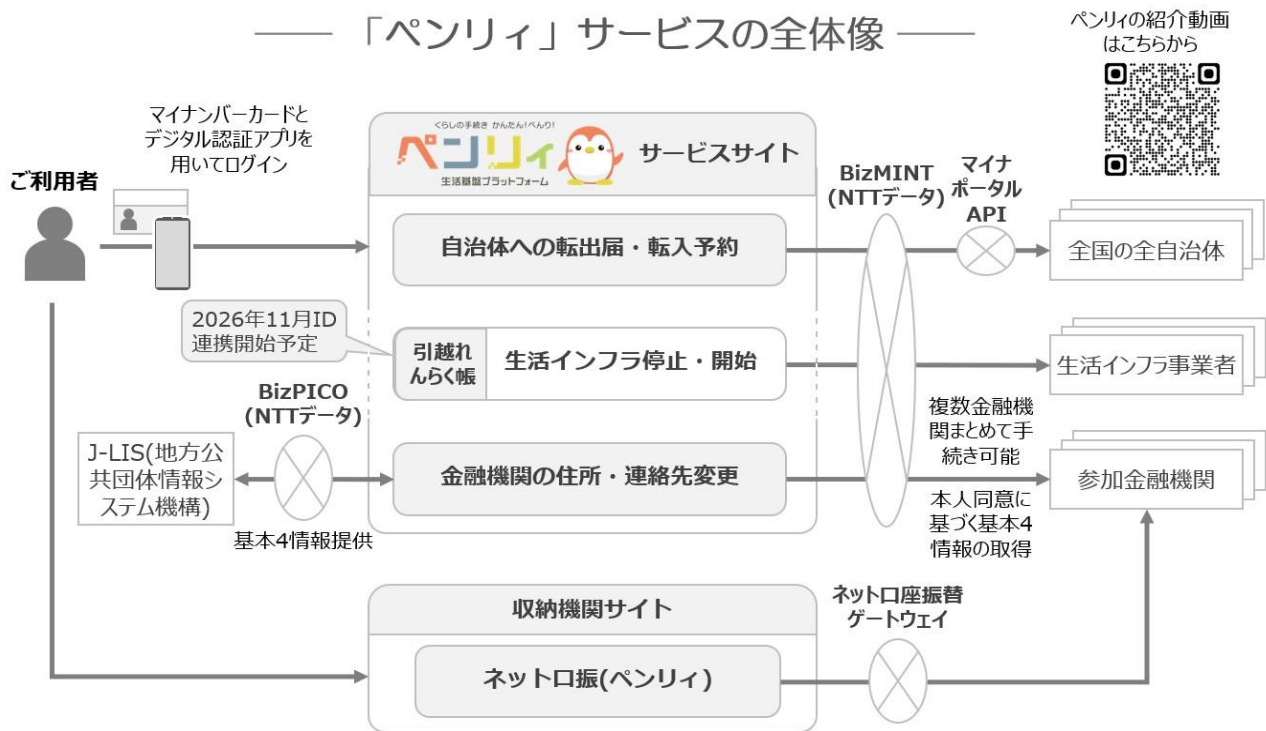 「ペンリィ」サービスの全体像
ペンリィの紹介動画
はこちらから
マイナンバーカードと
デジタル認証アプリを
用いてログイン
ご利用者
くらしの手続き かんたん!べんり!
ペンリィ
生活基盤プラットフォーム
サービスサイト
BizMINT
(NTTデータ)
マイナ
ポータル
API
自治体への転出届・転入予約
全国の全自治体
2026年11月ID
連携開始予定
引越れ
んらく帳
生活インフラ停止・開始
生活インフラ事業者
BizPICO
(NTTデータ)
複数金融機
関まとめて手
続き可能
J-LIS(地方公
共団体情報シ
ステム機構)
金融機関の住所・連絡先変更
参加金融機関
基本4情報提供
本人同意に
基づく基本4
情報の取得
収納機関サイト
ネット口座振替
ゲートウェイ
ネット口振(ペンリィ)